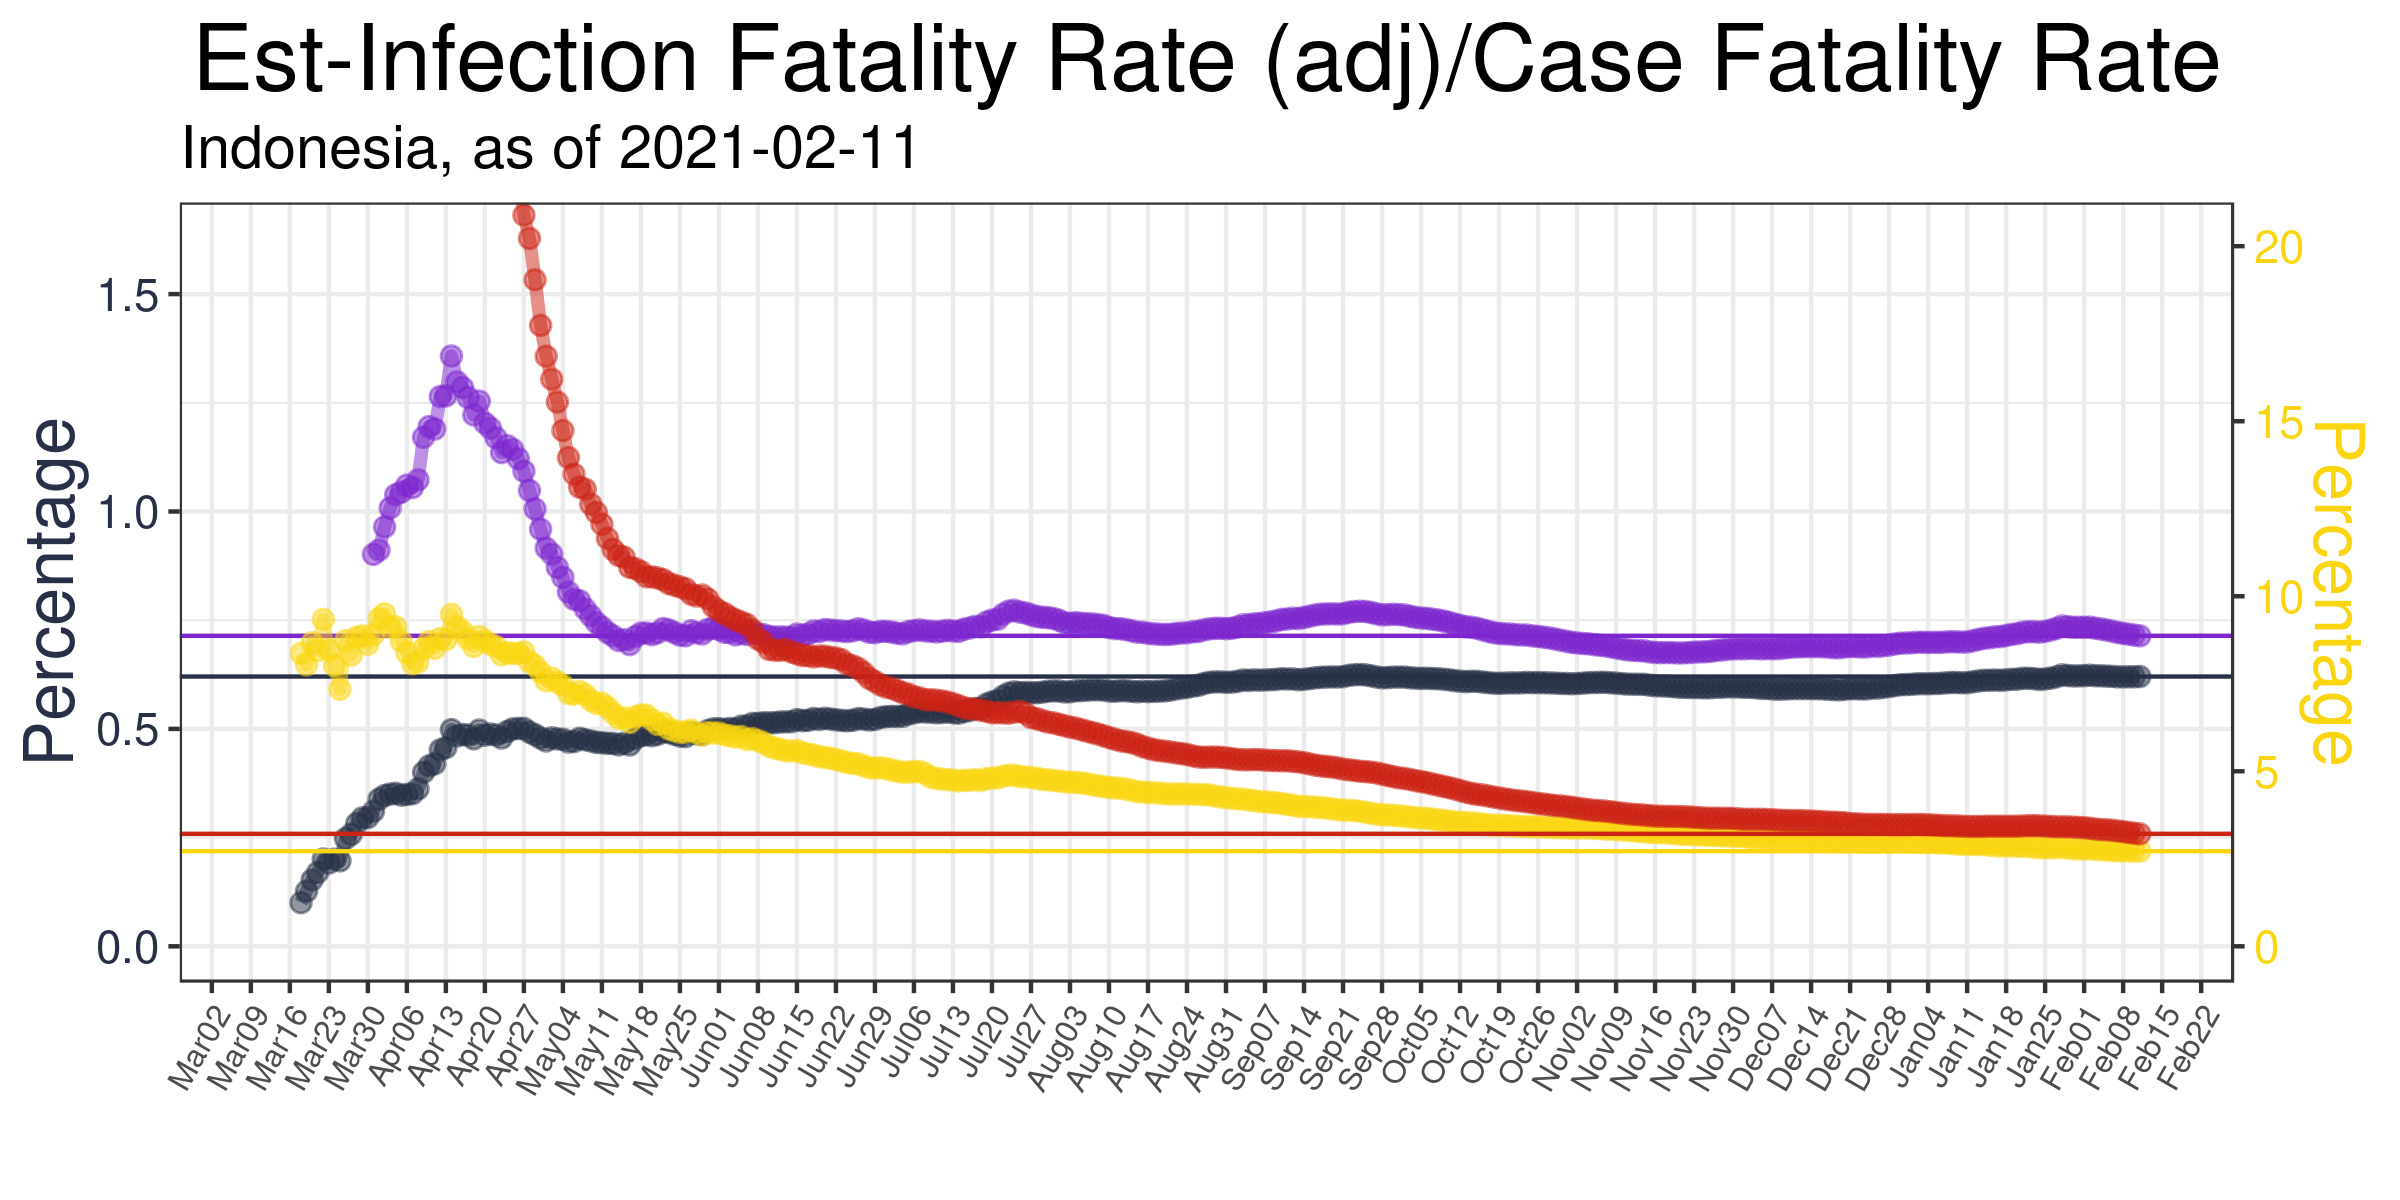 Est-Infection Fatality Rate (adj)/Case Fatality Rate
Indonesia, as of 2021-02-11
Percentage
1.5
1.0
0.5
0.0
20
15
10
5
0
Percentage
Mar02
Mar09
Mar16
Mar23
Mar30
Apr06
Apr13
Apr20
Apr27
May04
May11
May18
May25
Jun01
Jun08
Jun15
Jun22
Jun29
Jul06
Jul13
Jul20
Jul27
Aug03
Aug10
Aug17
Aug24
Aug31
Sep07
Sep14
Sep21
Sep28
Oct05
Oct12
Oct19
Oct26
Nov02
Nov09
Nov16
Nov23
Nov30
Dec07
Dec14
Dec21
Dec28
Jan04
Jan11
Jan18
Jan25
Feb01
Feb08
Feb15
Feb22